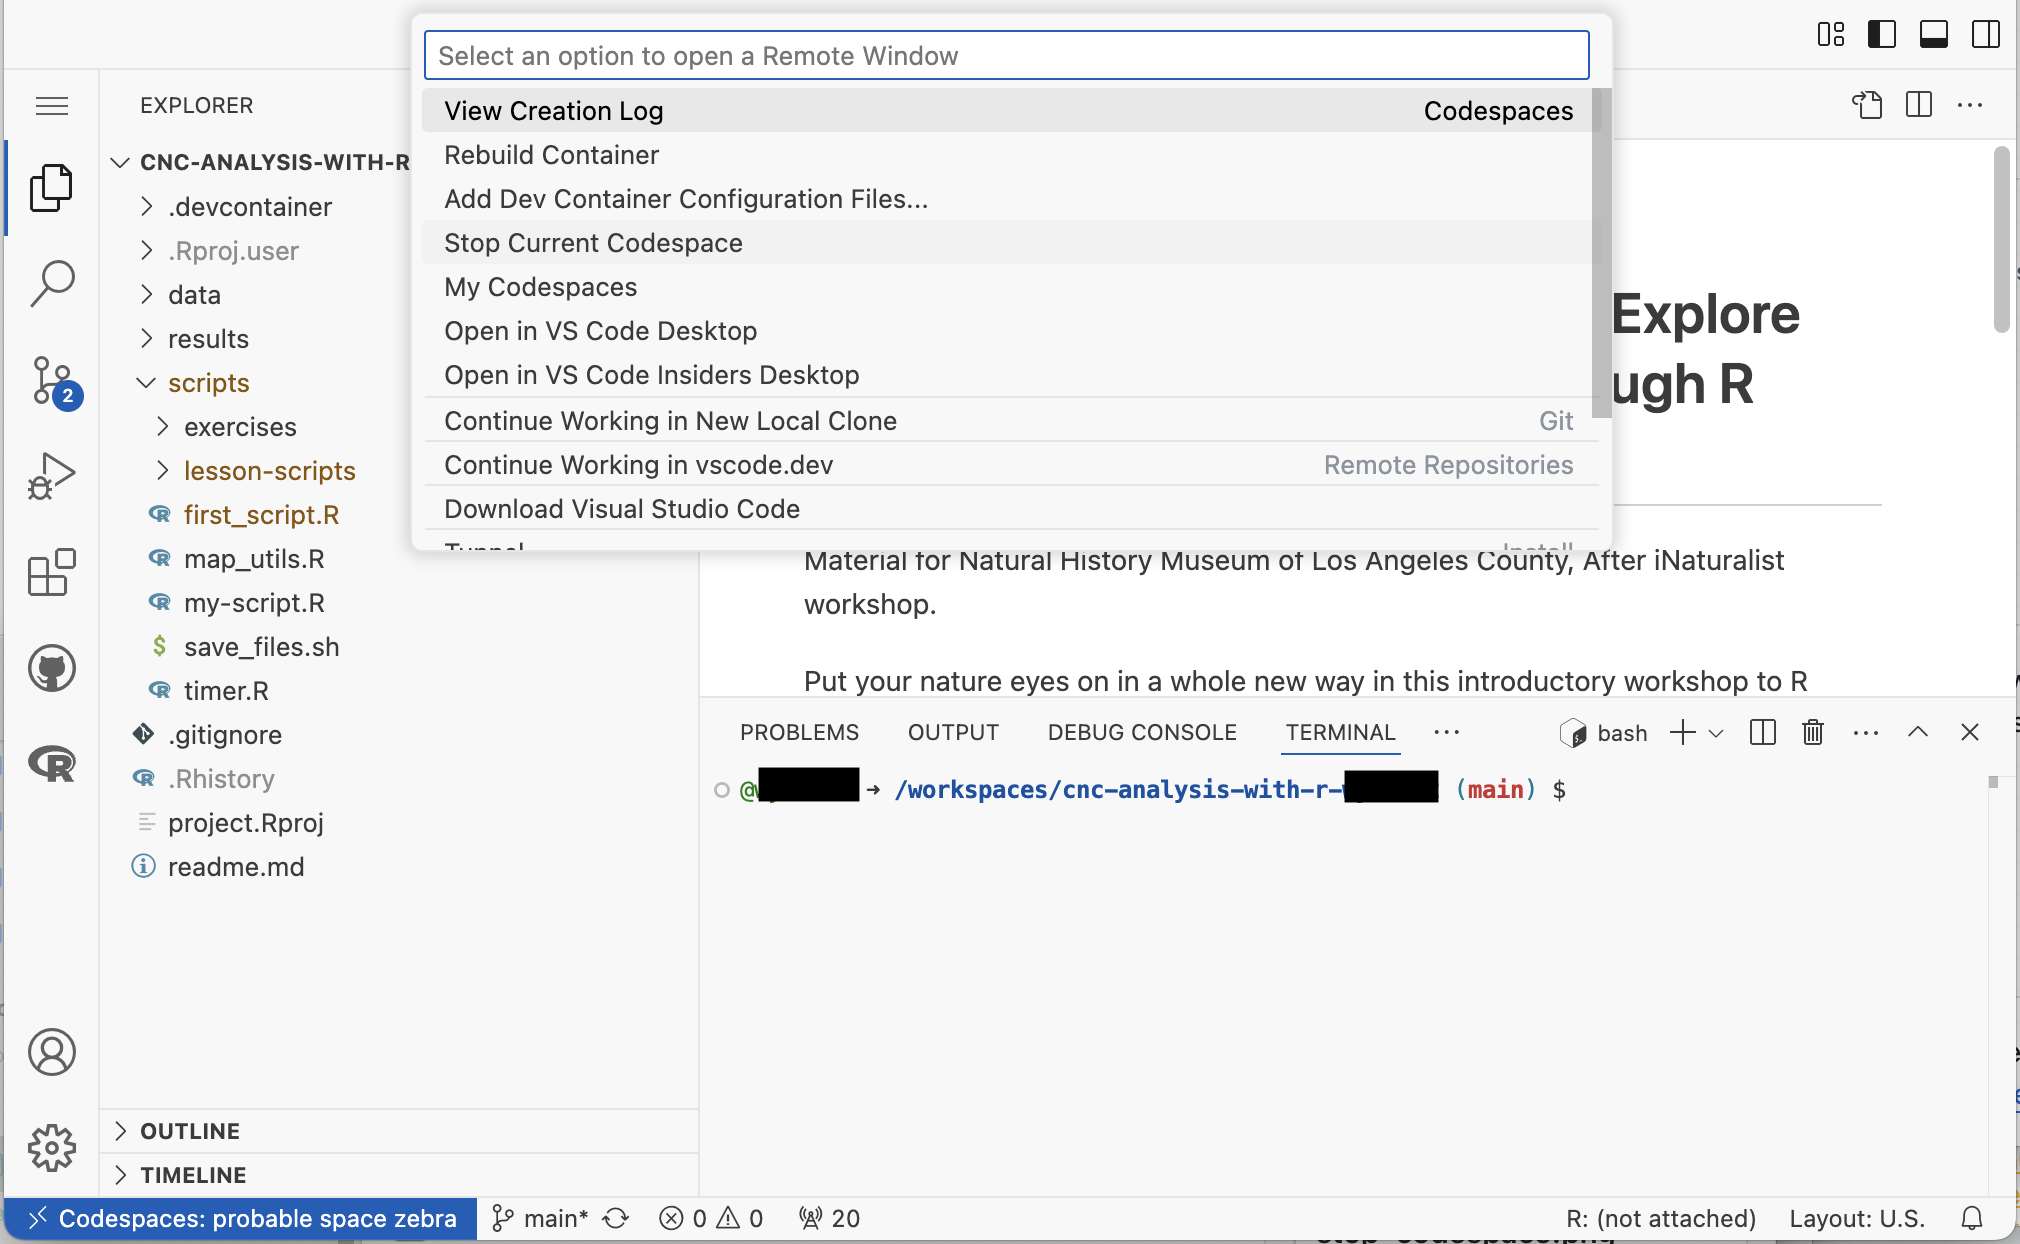 Select an option to open a Remote Window
View Creation Log Codespaces
Rebuild Container
Add Dev Container Configuration Files...
Stop Current Codespace
My Codespaces
Open in VS Code Desktop
Open in VS Code Insiders Desktop
Continue Working in New Local Clone Git
Continue Working in vscode.dev Remote Repositories
Download Visual Studio Code
Tunnel Install
EXPLORER
CNC-ANALYSIS-WITH-R
.devcontainer
.Rproj.user
data
results
scripts
exercises
lesson-scripts
first_script.R
map_utils.R
my-script.R
$ save_files.sh
timer.R
.gitignore
.Rhistory
project.Rproj
readme.md
OUTLINE
TIMELINE
2
Explore
ugh R
Material for Natural History Museum of Los Angeles County, After iNaturalist
workshop.
Put your nature eyes on in a whole new way in this introductory workshop to R
PROBLEMS OUTPUT DEBUG CONSOLE TERMINAL ··· bash
@ → /workspaces/cnc-analysis-with-r- (main) $
Codespaces: probable space zebra main* 0 0 20 R: (not attached) Layout: U.S.